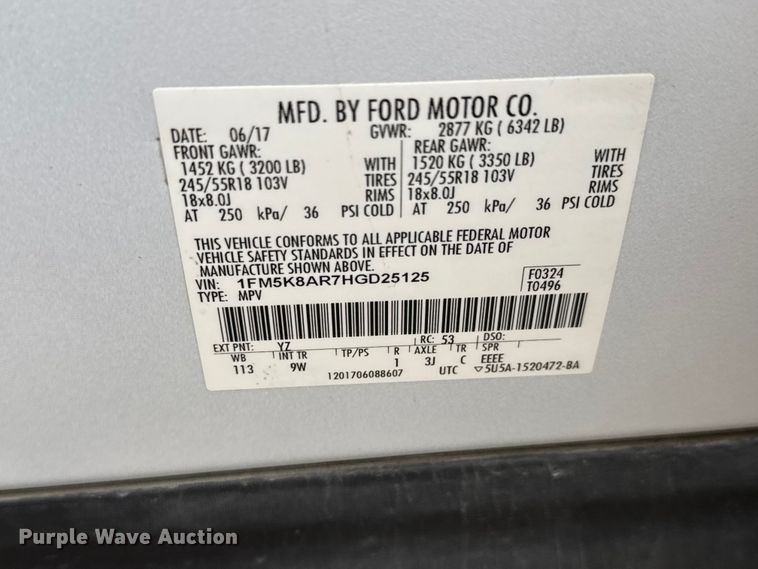 MFD. BY FORD MOTOR CO.
DATE: 06/17 GVWR: 2877 KG ( 6342 LB)
FRONT GAWR: REAR GAWR:
1452 KG ( 3200 LB) WITH 1520 KG ( 3350 LB) WITH
245/55R18 103V TIRES 245/55R18 103V TIRES
18x8.0J RIMS 18x8.0J RIMS
AT 250 kPa/ 36 PSI COLD AT 250 kPa/ 36 PSI COLD
THIS VEHICLE CONFORMS TO ALL APPLICABLE FEDERAL MOTOR
VEHICLE SAFETY STANDARDS IN EFFECT ON THE DATE OF
MANUFACTURE SHOWN ABOVE.
VIN: 1FM5K8AR7HGD25125 F0324
TYPE: MPV T0496
EXT PNT: YZ RC: 53 DSO:
WB INT TR TP/PS R AXLE TR SPR
113 9W 1 3J C EEEE
1201706088607 UTC ▽5U5A-1520472-BA
Purple Wave Auction